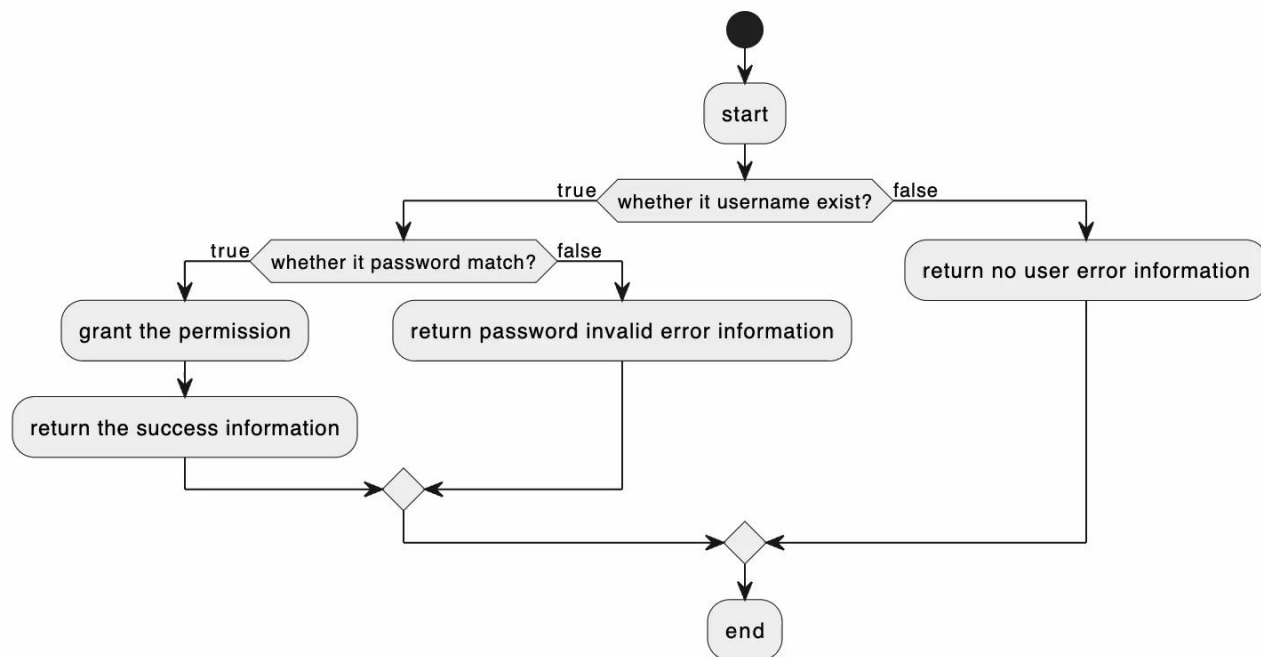 start
true
whether it username exist?
false
true
whether it password match?
false
return no user error information
grant the permission
return password invalid error information
return the success information
end